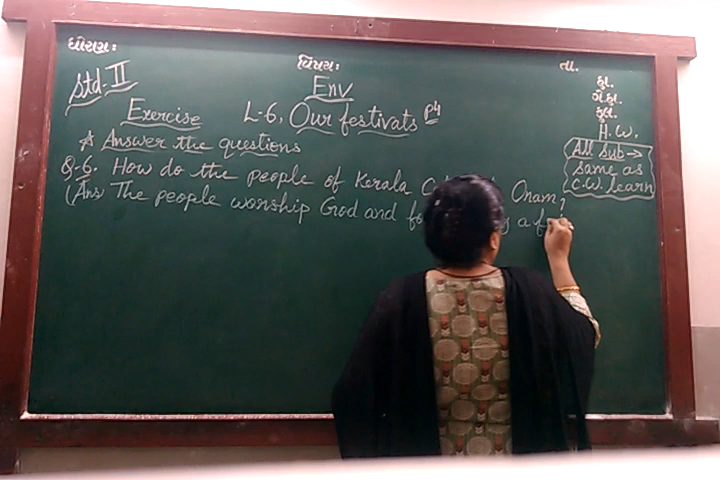 ધોરણઃ
વિષયઃ
તા.
Std-II
Env
કુા.
ગે.હા.
કુલ.
H.W.
Exercise L-6, Our festivals P4
All Sub→
same as
C.W. Learn
☆ Answer the questions
Q-6. How do the people of Kerala Onam?
(Ans The people worship God and a